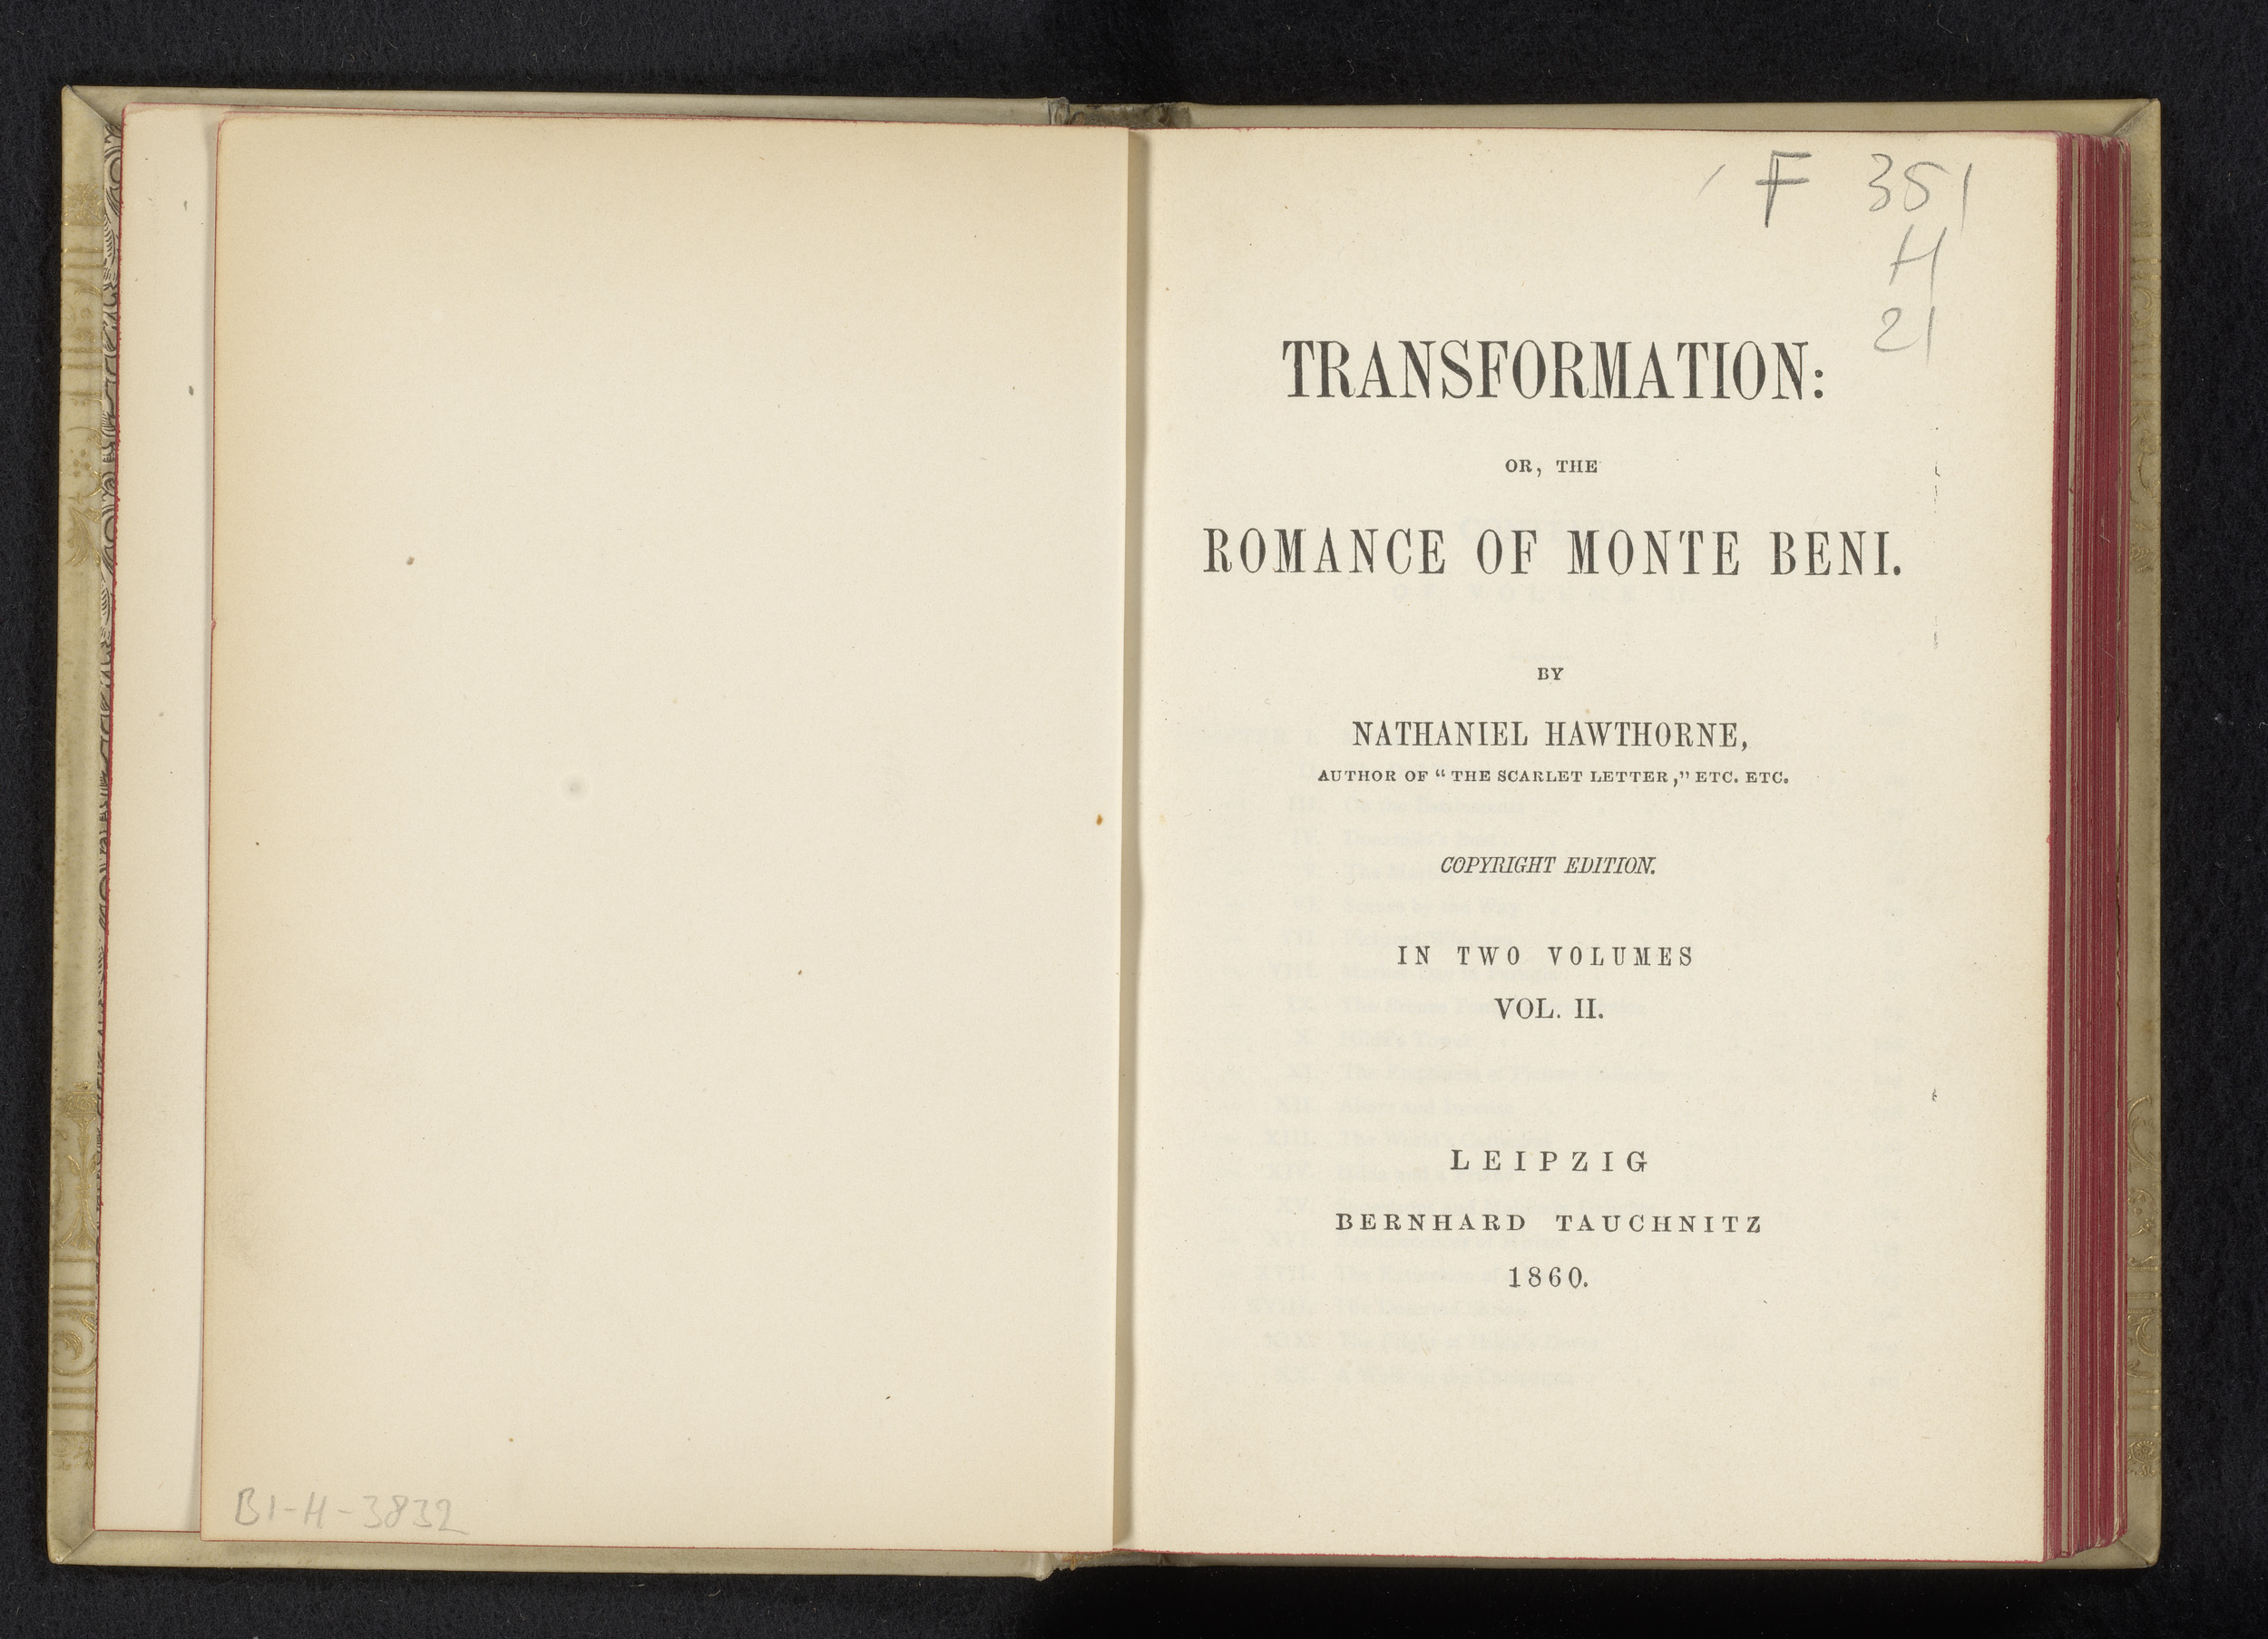 B1-H-3832
F 351
H
21
TRANSFORMATION:
OR, THE
ROMANCE OF MONTE BENI.
BY
NATHANIEL HAWTHORNE,
AUTHOR OF “THE SCARLET LETTER,” ETC. ETC.
COPYRIGHT EDITION.
IN TWO VOLUMES
VOL. II.
LEIPZIG
BERNHARD TAUCHNITZ
1860.